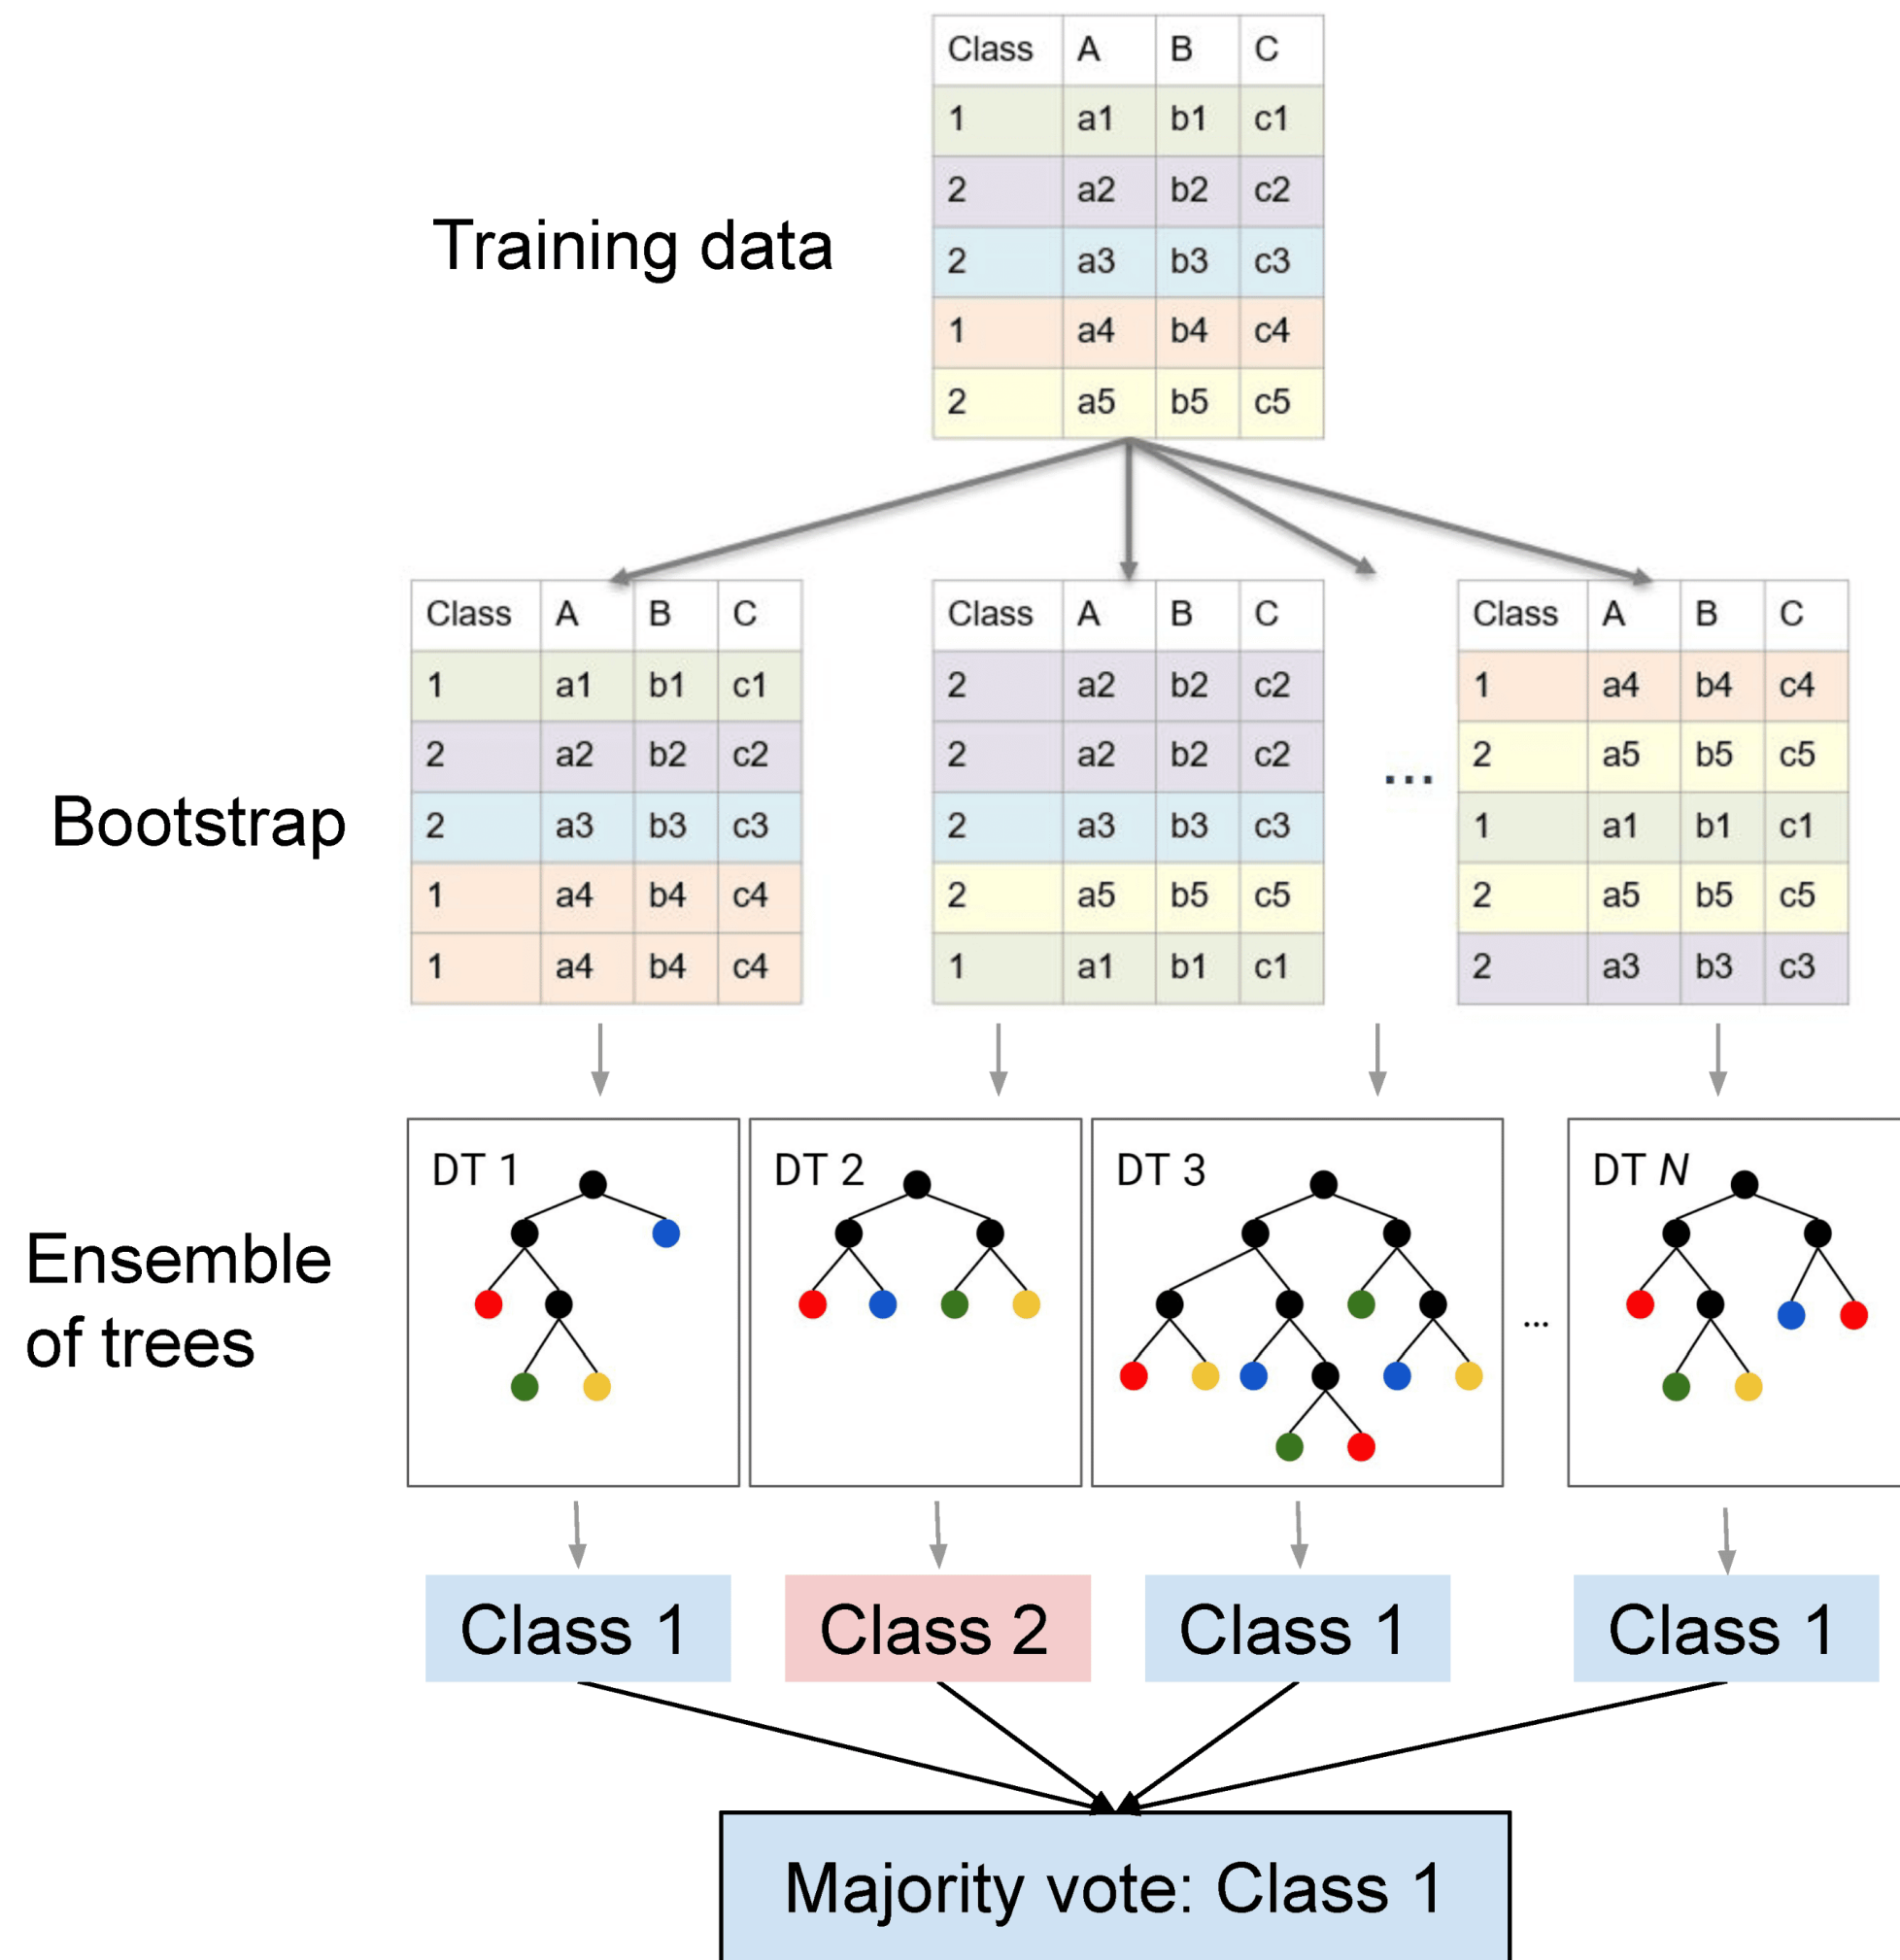 Class A B C
1 a1 b1 c1
2 a2 b2 c2
Training data
2 a3 b3 c3
1 a4 b4 c4
2 a5 b5 c5
Bootstrap
Class A B C
1 a1 b1 c1
2 a2 b2 c2
2 a3 b3 c3
1 a4 b4 c4
1 a4 b4 c4
Class A B C
2 a2 b2 c2
2 a2 b2 c2
2 a3 b3 c3
2 a5 b5 c5
1 a1 b1 c1
...
Class A B C
1 a4 b4 c4
2 a5 b5 c5
1 a1 b1 c1
2 a5 b5 c5
2 a3 b3 c3
Ensemble
of trees
DT 1
DT 2
DT 3
...
DT N
Class 1
Class 2
Class 1
Class 1
Majority vote: Class 1